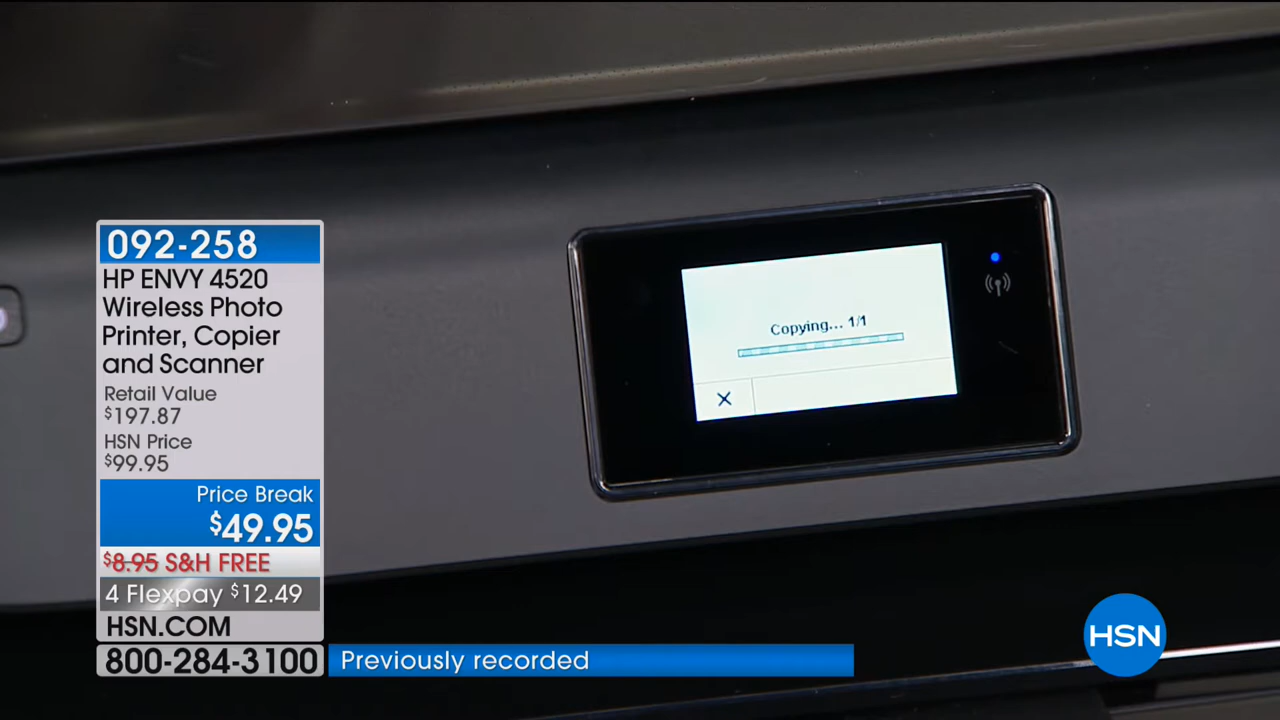 092-258
HP ENVY 4520
Wireless Photo
Printer, Copier
and Scanner
Retail Value
$197.87
HSN Price
$99.95
Price Break
$49.95
$8.95 S&H FREE
4 Flexpay $12.49
HSN.COM
800-284-3100
Previously recorded
Copying... 1/1
HSN